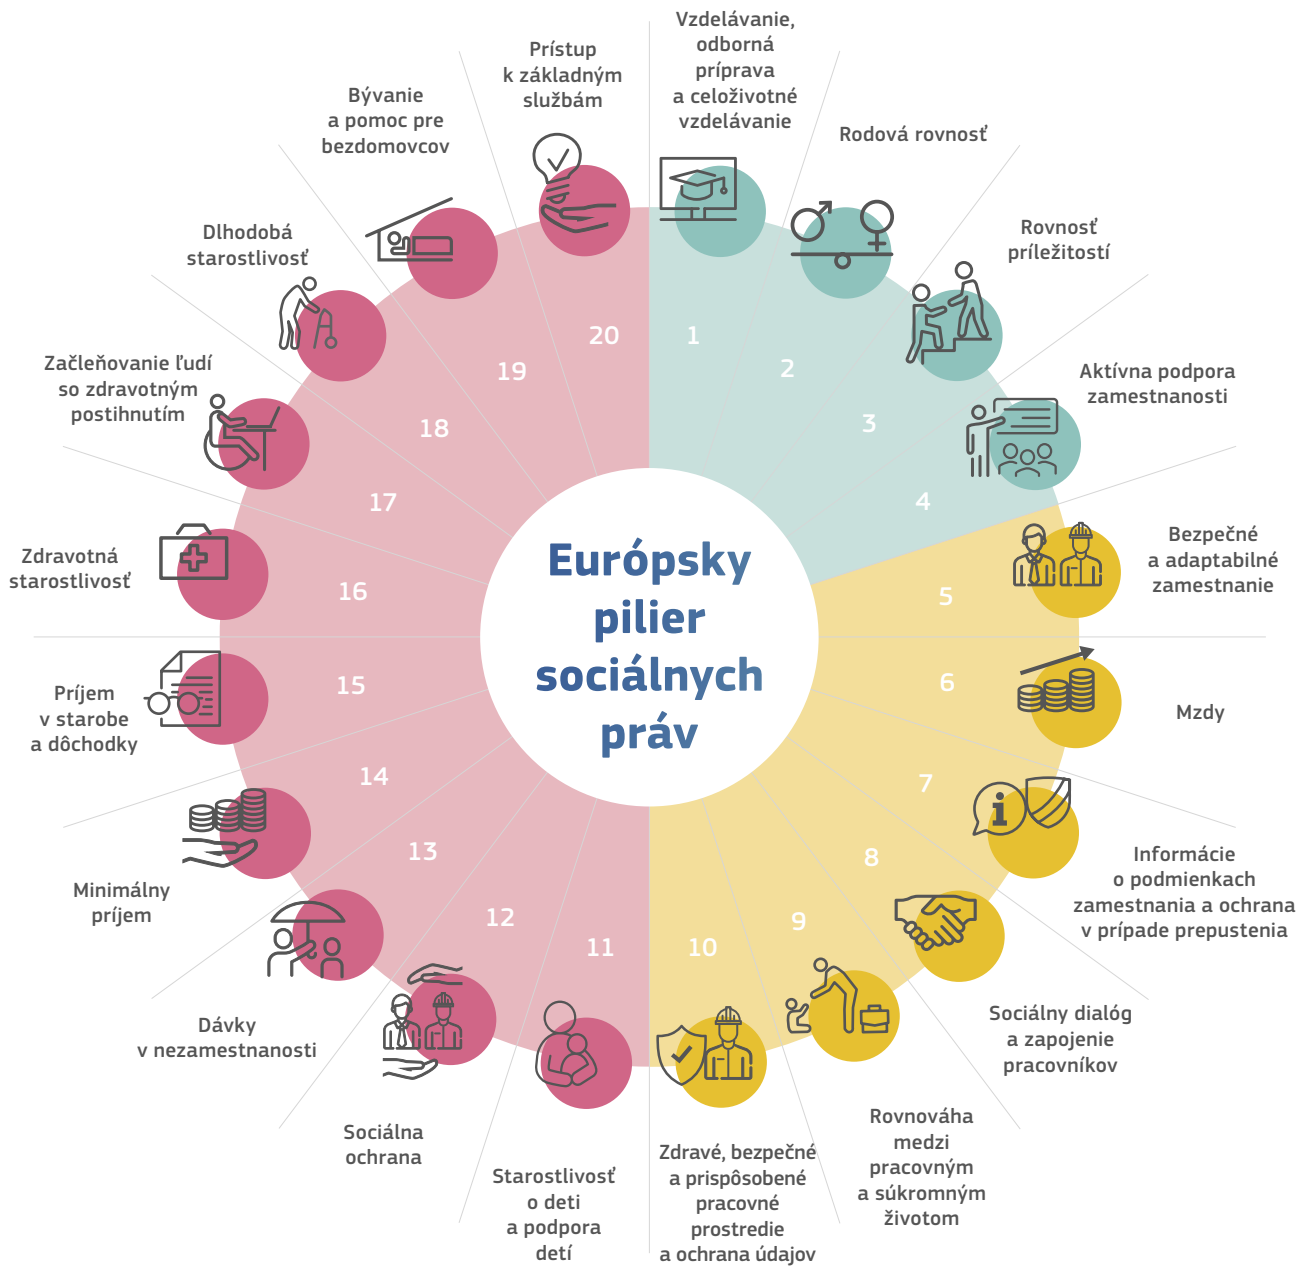 Európsky
pilier
sociálnych
práv
1
Vzdelávanie,
odborná
príprava
a celoživotné
vzdelávanie
2
Rodová rovnosť
3
Rovnosť
príležitostí
4
Aktívna podpora
zamestnanosti
5
Bezpečné
a adaptabilné
zamestnanie
6
Mzdy
7
Informácie
o podmienkach
zamestnania a ochrana
v prípade prepustenia
8
Sociálny dialóg
a zapojenie
pracovníkov
9
Rovnováha
medzi
pracovným
a súkromným
životom
10
Zdravé, bezpečné
a prispôsobené
pracovné
prostredie
a ochrana údajov
11
Starostlivosť
o deti
a podpora
detí
12
Sociálna
ochrana
13
Dávky
v nezamestnanosti
14
Minimálny
príjem
15
Príjem
v starobe
a dôchodky
16
Zdravotná
starostlivosť
17
Začleňovanie ľudí
so zdravotným
postihnutím
18
Dlhodobá
starostlivosť
19
Bývanie
a pomoc pre
bezdomovcov
20
Prístup
k základným
službám